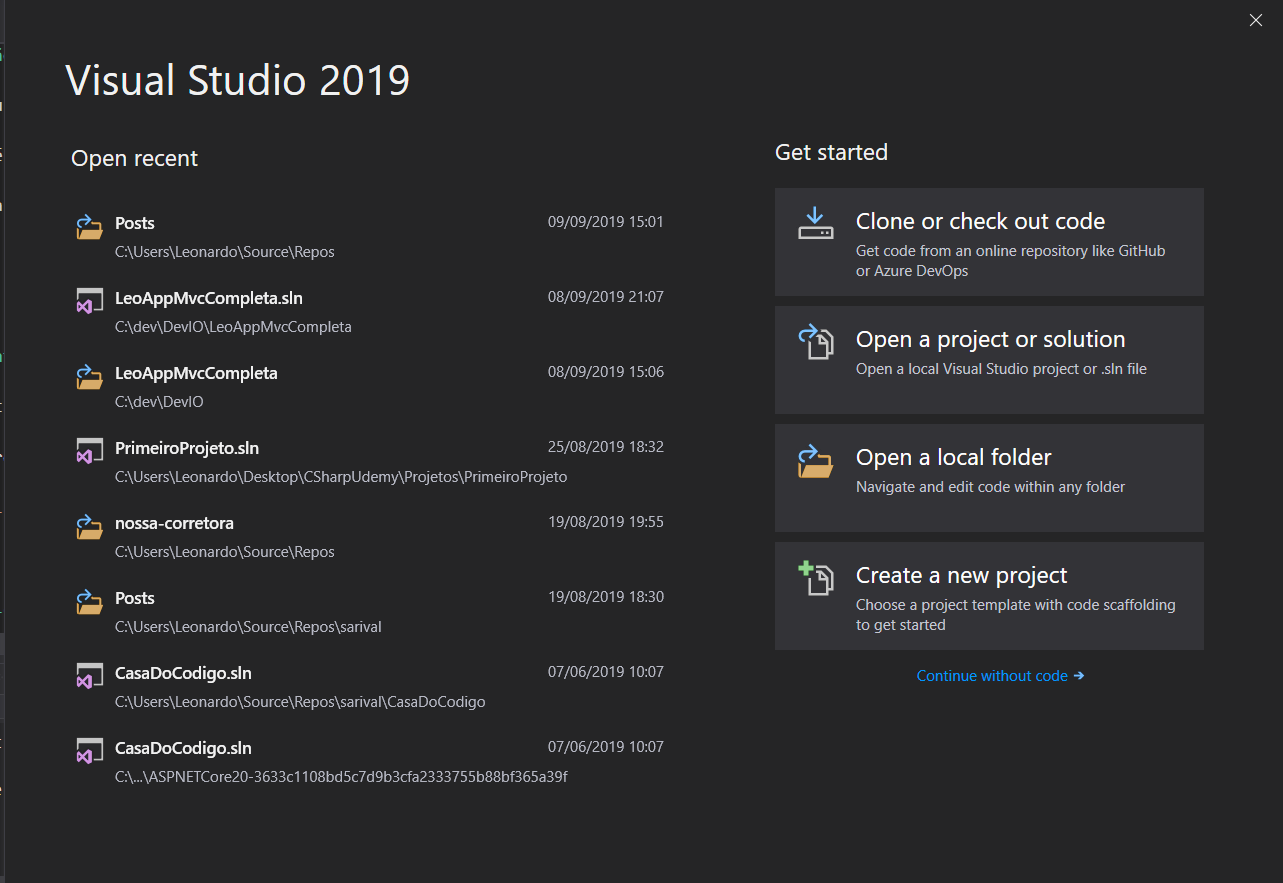 Visual Studio 2019
Open recent
Posts 09/09/2019 15:01
C:\Users\Leonardo\Source\Repos
LeoAppMvcCompleta.sln 08/09/2019 21:07
C:\dev\DevIO\LeoAppMvcCompleta
LeoAppMvcCompleta 08/09/2019 15:06
C:\dev\DevIO
PrimeiroProjeto.sln 25/08/2019 18:32
C:\Users\Leonardo\Desktop\CSharpUdemy\Projetos\PrimeiroProjeto
nossa-corretora 19/08/2019 19:55
C:\Users\Leonardo\Source\Repos
Posts 19/08/2019 18:30
C:\Users\Leonardo\Source\Repos\sarival
CasaDoCodigo.sln 07/06/2019 10:07
C:\Users\Leonardo\Source\Repos\sarival\CasaDoCodigo
CasaDoCodigo.sln 07/06/2019 10:07
C:\...\ASPNETCore20-3633c1108bd5c7d9b3cfa2333755b88bf365a39f
Get started
Clone or check out code
Get code from an online repository like GitHub
or Azure DevOps
Open a project or solution
Open a local Visual Studio project or .sln file
Open a local folder
Navigate and edit code within any folder
Create a new project
Choose a project template with code scaffolding
to get started
Continue without code →